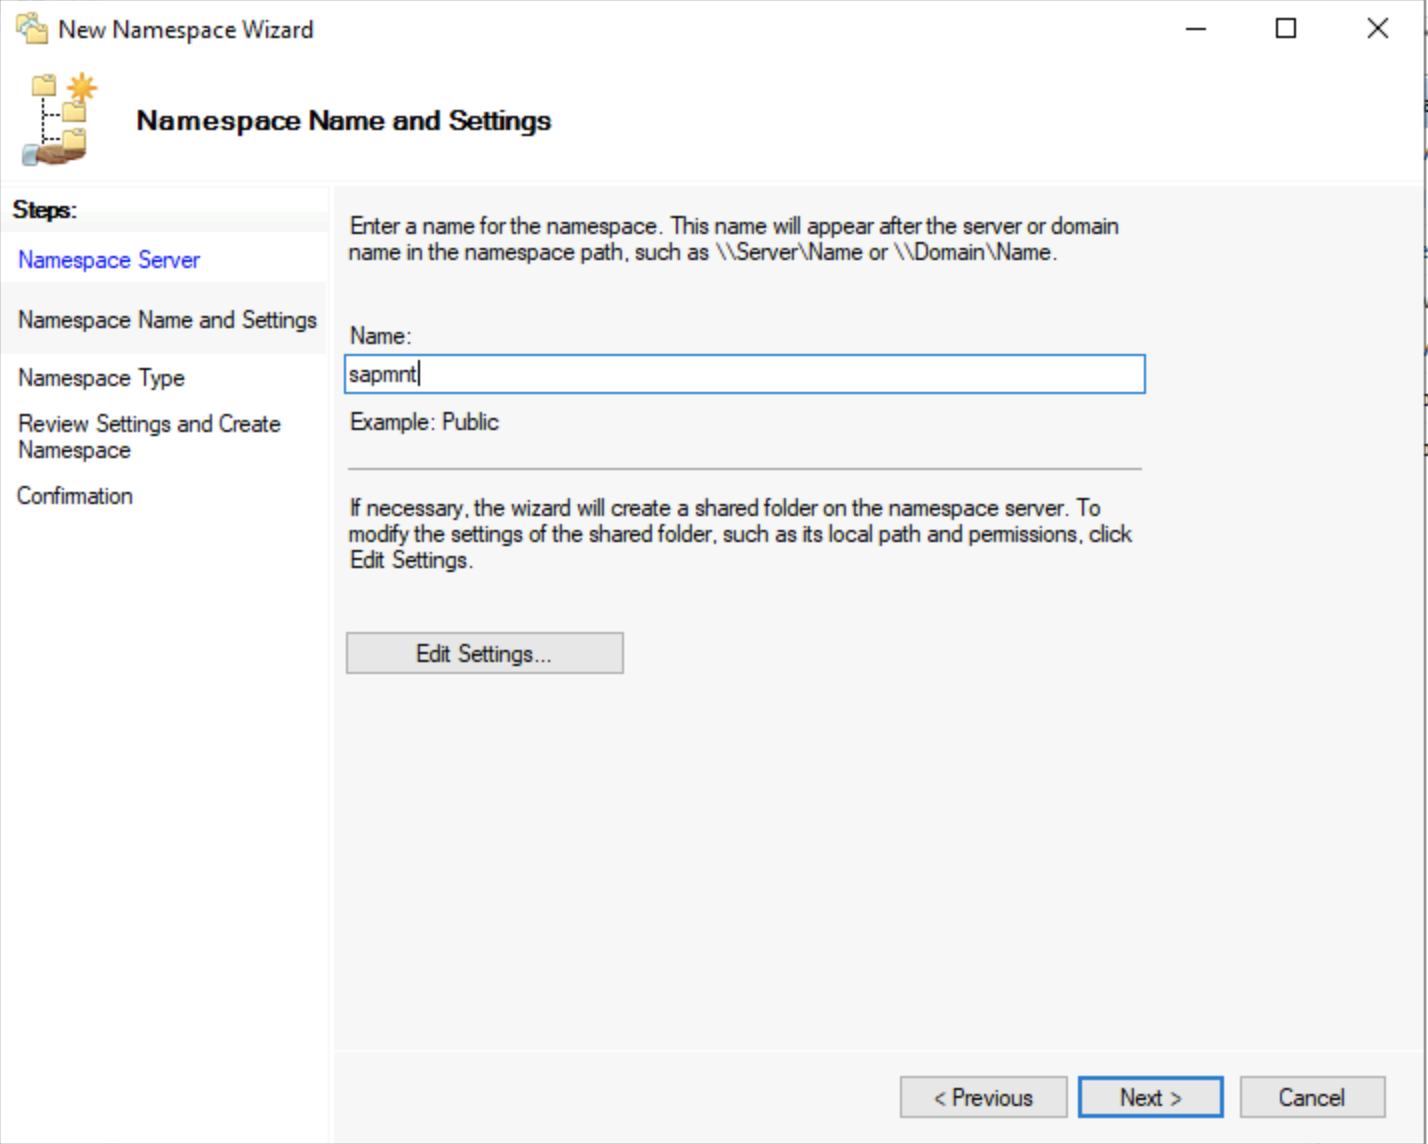 New Namespace Wizard
Namespace Name and Settings
Steps:
Namespace Server
Namespace Name and Settings
Namespace Type
Review Settings and Create
Namespace
Confirmation
Enter a name for the namespace. This name will appear after the server or domain
name in the namespace path, such as \\Server\Name or \\Domain\Name.
Name:
sapmnt
Example: Public
If necessary, the wizard will create a shared folder on the namespace server. To
modify the settings of the shared folder, such as its local path and permissions, click
Edit Settings.
Edit Settings...
< Previous
Next >
Cancel